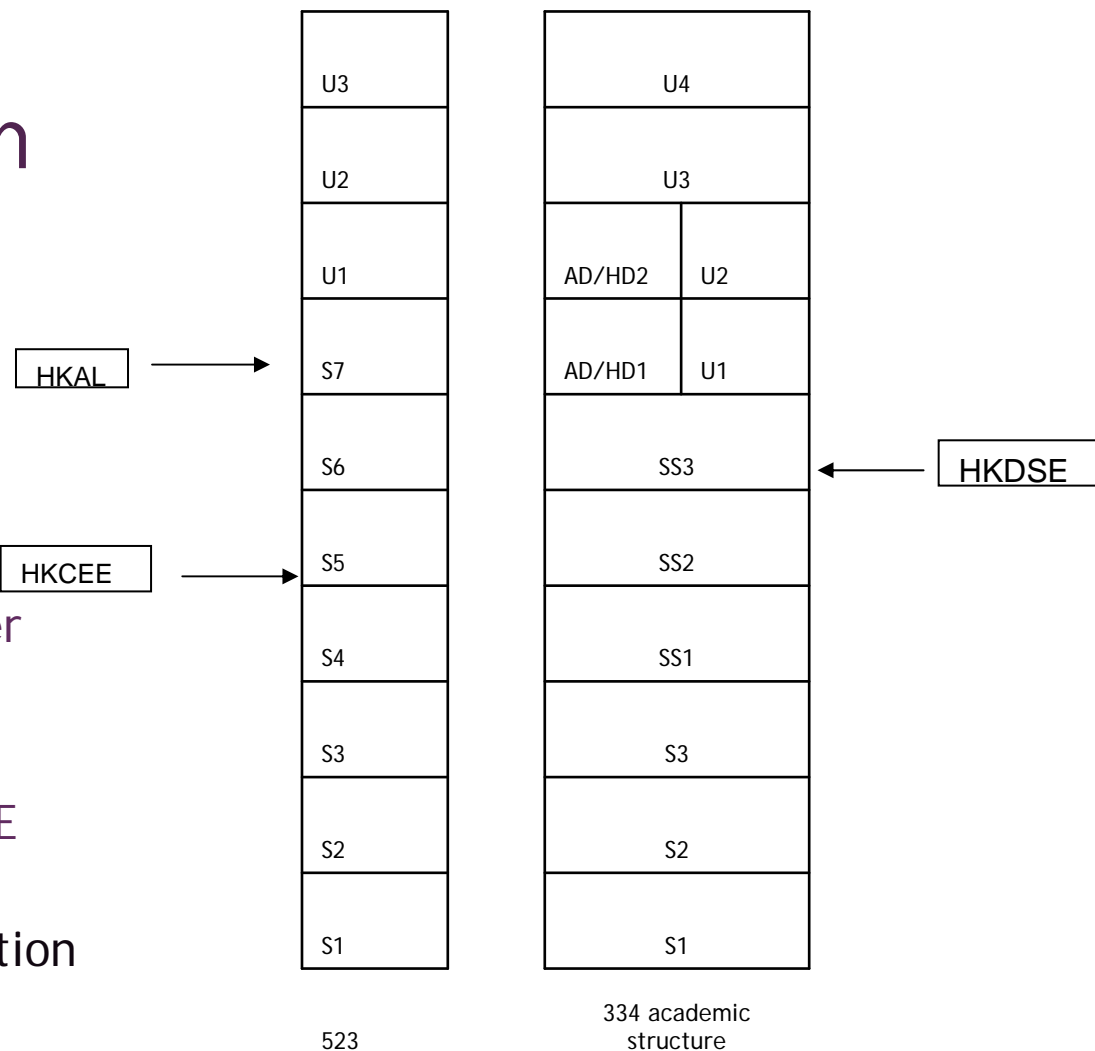 U3
U4
U2
U3
U1
AD/HD2
U2
HKAL
S7
AD/HD1
U1
S6
SS3
HKDSE
HKCEE
S5
SS2
S4
SS1
S3
S3
S2
S2
S1
S1
523
334 academic
structure